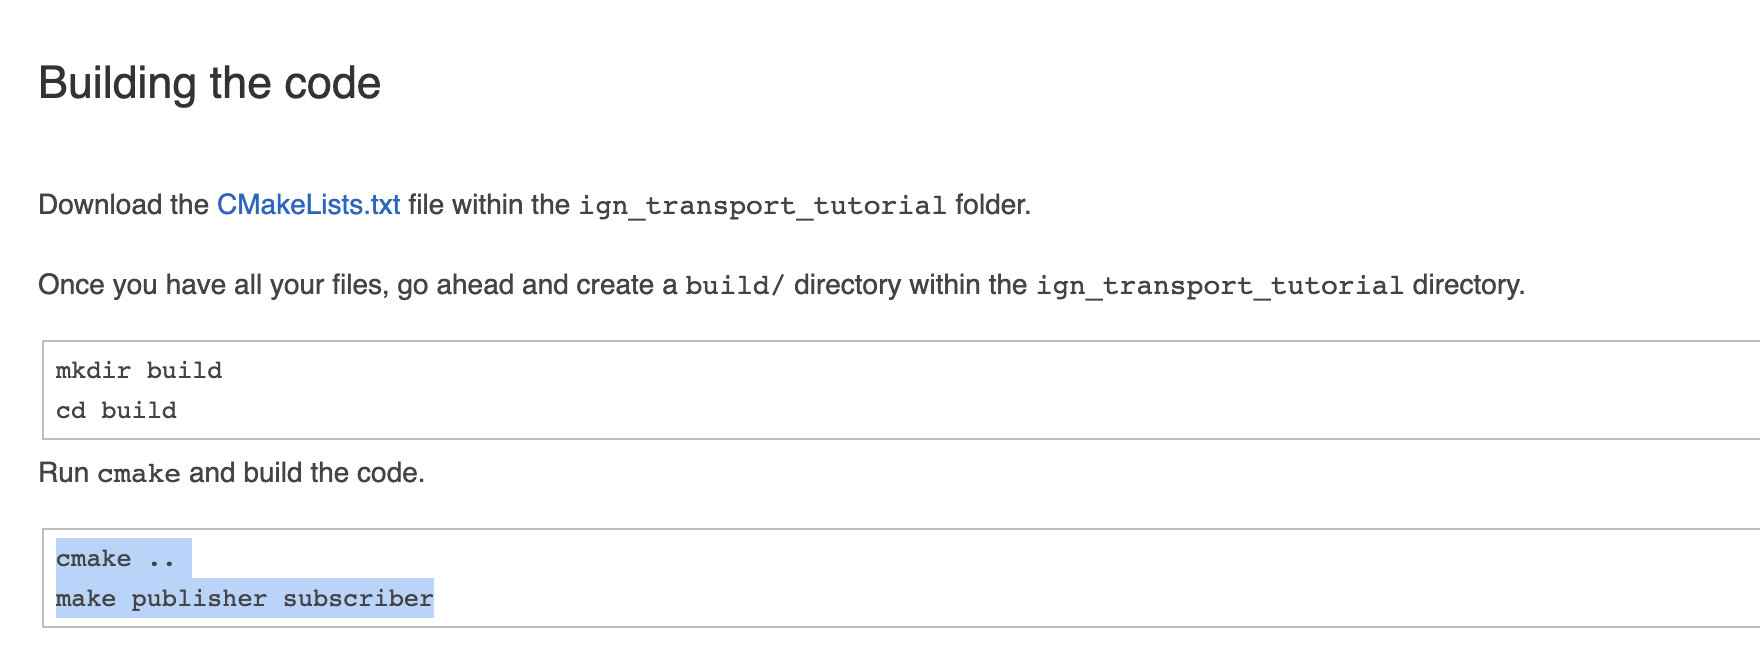 Building the code
Download the CMakeLists.txt file within the ign_transport_tutorial folder.
Once you have all your files, go ahead and create a build/ directory within the ign_transport_tutorial directory.
mkdir build
cd build
Run cmake and build the code.
cmake ..
make publisher subscriber